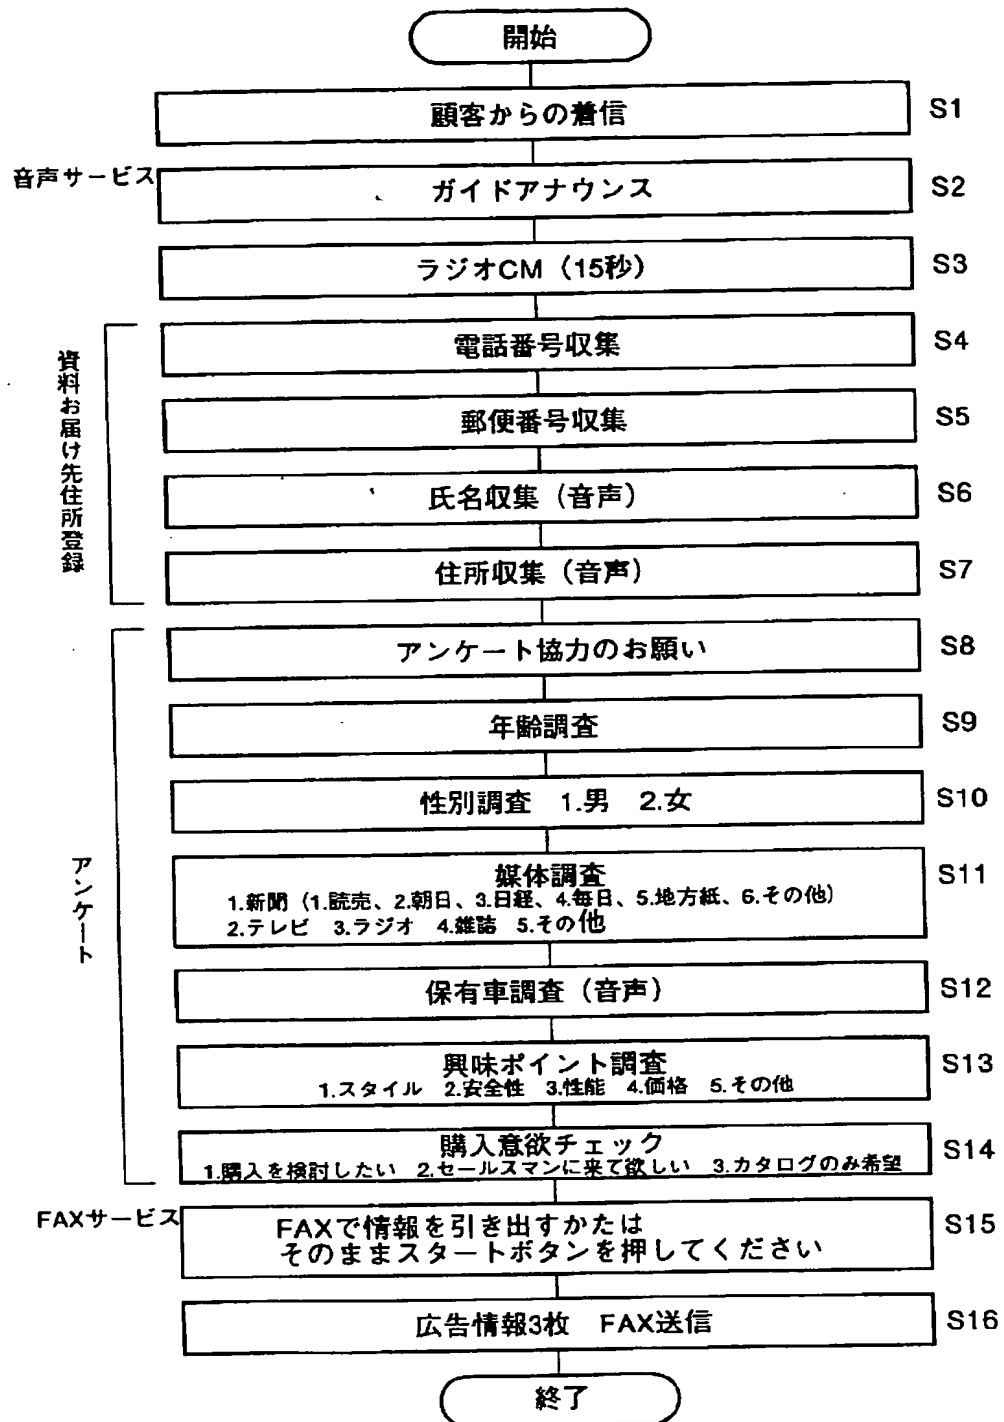 開始
顧客からの着信 S1
音声サービス
ガイドアナウンス S2
ラジオCM（15秒） S3
資料お届け先住所登録
電話番号収集 S4
郵便番号収集 S5
氏名収集（音声） S6
住所収集（音声） S7
アンケート
アンケート協力のお願い S8
年齢調査 S9
性別調査　1.男　2.女 S10
媒体調査 S11
1.新聞（1.読売、2.朝日、3.日経、4.毎日、5.地方紙、6.その他）
2.テレビ　3.ラジオ　4.雑誌　5.その他
保有車調査（音声） S12
興味ポイント調査 S13
1.スタイル　2.安全性　3.性能　4.価格　5.その他
購入意欲チェック S14
1.購入を検討したい　2.セールスマンに来て欲しい　3.カタログのみ希望
FAXサービス
FAXで情報を引き出すかたは S15
そのままスタートボタンを押してください
広告情報3枚　FAX送信 S16
終了